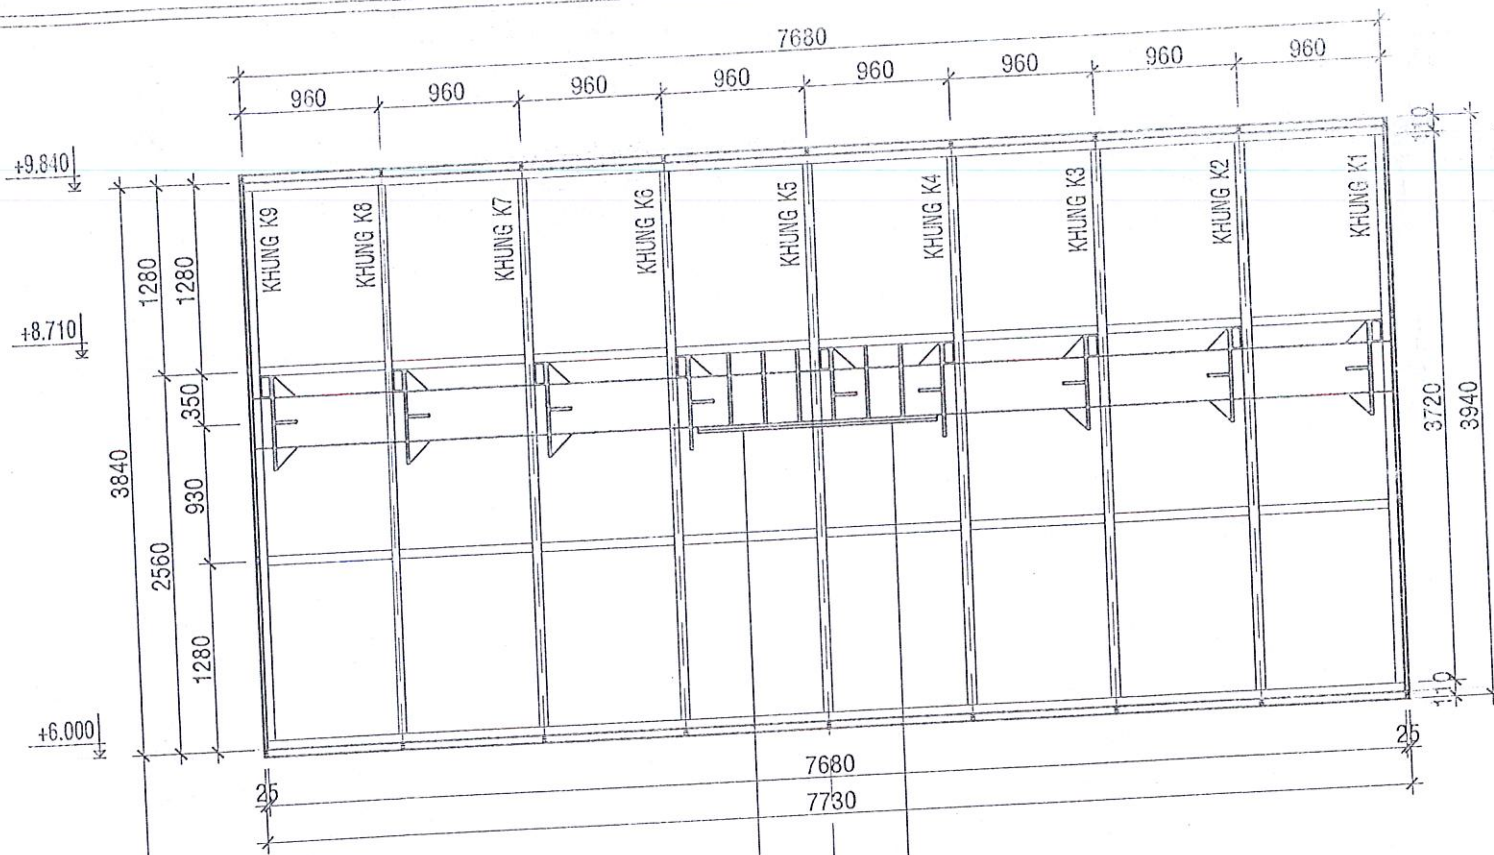 7680
960 960 960 960 960 960 960 960
+9.840
110
KHUNG K9
KHUNG K8
KHUNG K7
KHUNG K6
KHUNG K5
KHUNG K4
KHUNG K3
KHUNG K2
KHUNG K1
1280
1280
+8.710
350
3720
3940
3840
930
2560
1280
+6.000
110
25
7680
25
7730